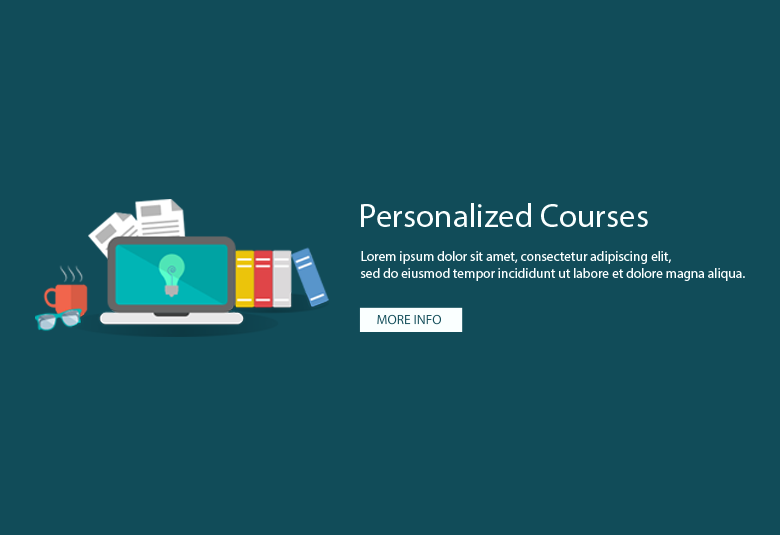 Personalized Courses
Lorem ipsum dolor sit amet, consectetur adipiscing elit,
sed do eiusmod tempor incididunt ut labore et dolore magna aliqua.
MORE INFO